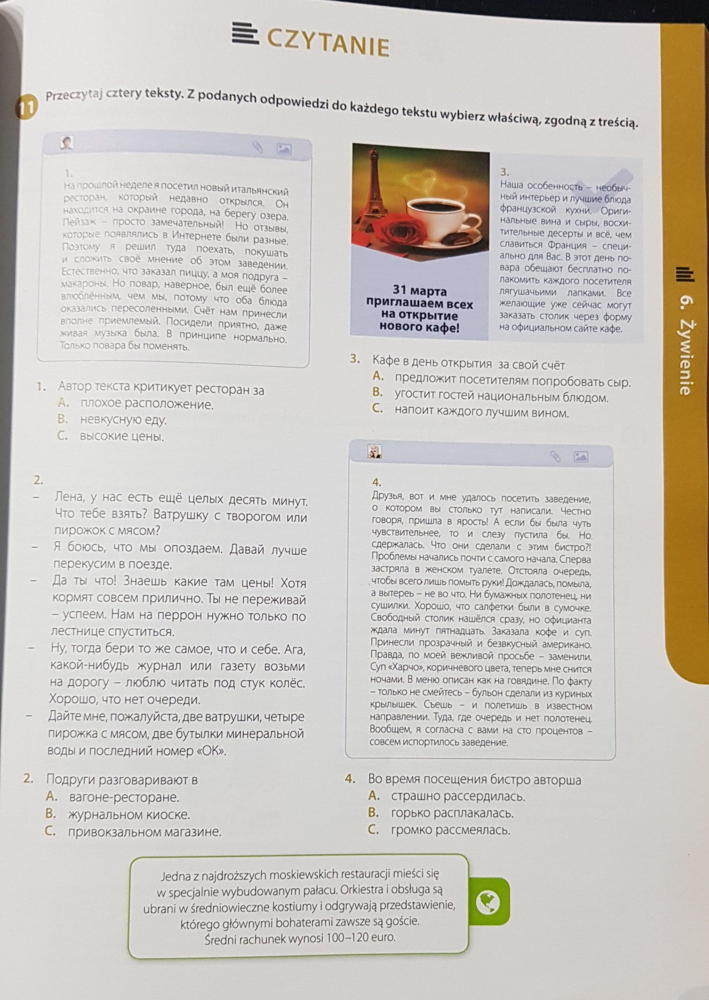 CZYTANIE
11
Przeczytaj cztery teksty. Z podanych odpowiedzi do każdego tekstu wybierz właściwą, zgodną z treścią.
1.
На прошлой неделе я посетил новый итальянский
ресторан, который недавно открылся. Он
находится на окраине города, на берегу озера.
Пейзаж – просто замечательный! Но отзывы,
которые появлялись в Интернете были разные.
Поэтому я решил туда поехать, покушать
и сложить своё мнение об этом заведении.
Естественно, что заказал пиццу, а моя подруга –
макароны. Но повар, наверное, был ещё более
влюблённым, чем мы, потому что оба блюда
оказались пересоленными. Счёт нам принесли
вполне приемлемый. Посидели приятно, даже
живая музыка была. В принципе нормально.
Только повара бы поменять.
1. Автор текста критикует ресторан за
A. плохое расположение.
B. невкусную еду.
C. высокие цены.
2.
– Лена, у нас есть ещё целых десять минут.
Что тебе взять? Ватрушку с творогом или
пирожок с мясом?
– Я боюсь, что мы опоздаем. Давай лучше
перекусим в поезде.
– Да ты что! Знаешь какие там цены! Хотя
кормят совсем прилично. Ты не переживай
– успеем. Нам на перрон нужно только по
лестнице спуститься.
– Ну, тогда бери то же самое, что и себе. Ага,
какой-нибудь журнал или газету возьми
на дорогу – люблю читать под стук колёс.
Хорошо, что нет очереди.
– Дайте мне, пожалуйста, две ватрушки, четыре
пирожка с мясом, две бутылки минеральной
воды и последний номер «ОК».
2. Подруги разговаривают в
A. вагоне-ресторане.
B. журнальном киоске.
C. привокзальном магазине.
31 марта
приглашаем всех
на открытие
нового кафе!
3.
Наша особенность – необыч-
ный интерьер и лучшие блюда
французской кухни. Ориги-
нальные вина и сыры, восхи-
тительные десерты и всё, чем
славиться Франция – специ-
ально для Вас. В этот день по-
вара обещают бесплатно по-
лакомить каждого посетителя
лягушачьими лапками. Все
желающие уже сейчас могут
заказать столик через форму
на официальном сайте кафе.
3. Кафе в день открытия за свой счёт
A. предложит посетителям попробовать сыр.
B. угостит гостей национальным блюдом.
C. напоит каждого лучшим вином.
4.
Друзья, вот и мне удалось посетить заведение,
о котором вы столько тут написали. Честно
говоря, пришла в ярость! А если бы была чуть
чувствительнее, то и слезу пустила бы. Но
сдержалась. Что они сделали с этим бистро?!
Проблемы начались почти с самого начала. Сперва
застряла в женском туалете. Отстояла очередь,
чтобы всего лишь помыть руки! Дождалась, помыла,
а вытереь – не во что. Ни бумажных полотенец, ни
сушилки. Хорошо, что салфетки были в сумочке.
Свободный столик нашёлся сразу, но официанта
ждала минут пятнадцать. Заказала кофе и суп.
Принесли прозрачный и безвкусный американо.
Правда, по моей вежливой просьбе – заменили.
Суп «Харчо», коричневого цвета, теперь мне снится
ночами. В меню описан как на говядине. По факту
– только не смейтесь – бульон сделали из куриных
крылышек. Съешь – и полетишь в известном
направлении. Туда, где очередь и нет полотенец.
Вообщем, я согласна с вами на сто процентов –
совсем испортилось заведение.
4. Во время посещения бистро авторша
A. страшно рассердилась.
B. горько расплакалась.
C. громко рассмеялась.
Jedna z najdroższych moskiewskich restauracji mieści się
w specjalnie wybudowanym pałacu. Orkiestra i obsługa są
ubrani w średniowieczne kostiumy i odgrywają przedstawienie,
którego głównymi bohaterami zawsze są goście.
Średni rachunek wynosi 100–120 euro.
6. Żywienie